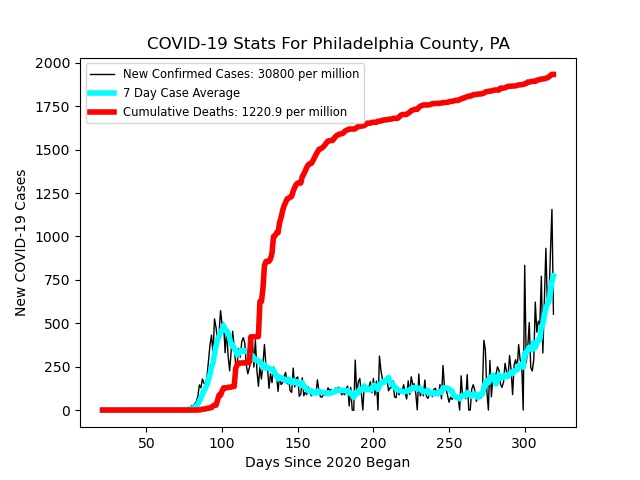 COVID-19 Stats For Philadelphia County, PA
New Confirmed Cases: 30800 per million
7 Day Case Average
Cumulative Deaths: 1220.9 per million
New COVID-19 Cases
2000
1750
1500
1250
1000
750
500
250
0
50 100 150 200 250 300
Days Since 2020 Began